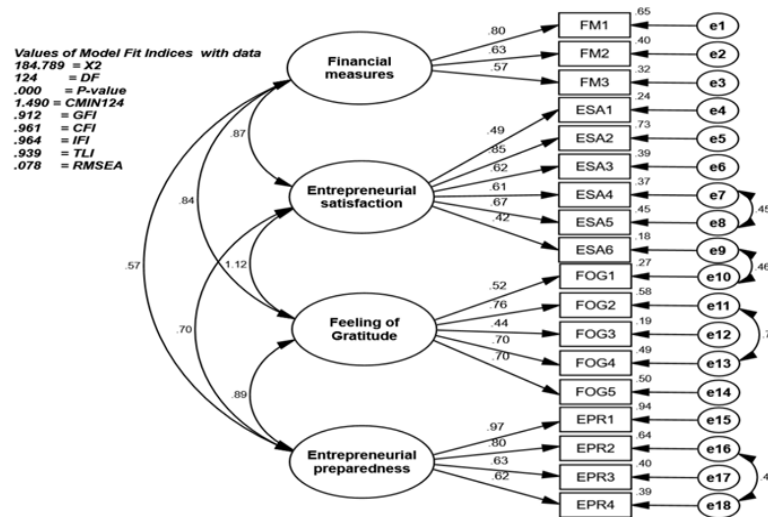 Values of Model Fit Indices with data
184.789 = X2
124 = DF
.000 = P-value
1.490 = CMIN124
.912 = GFI
.961 = CFI
.964 = IFI
.939 = TLI
.078 = RMSEA
Financial
measures
Entrepreneurial
satisfaction
Feeling of
Gratitude
Entrepreneurial
preparedness
.87
.84
.57
1.12
.70
.89
.80 FM1 .65 e1
.63 FM2 .40 e2
.57 FM3 .32 e3
.49 ESA1 .24 e4
.85 ESA2 .73 e5
.62 ESA3 .39 e6
.61 ESA4 .37 e7
.67 ESA5 .45 e8
.42 ESA6 .18 e9
.52 FOG1 .27 e10
.76 FOG2 .58 e11
.44 FOG3 .19 e12
.70 FOG4 .49 e13
.70 FOG5 .50 e14
.97 EPR1 .94 e15
.80 EPR2 .64 e16
.63 EPR3 .40 e17
.62 EPR4 .39 e18
.45
.46